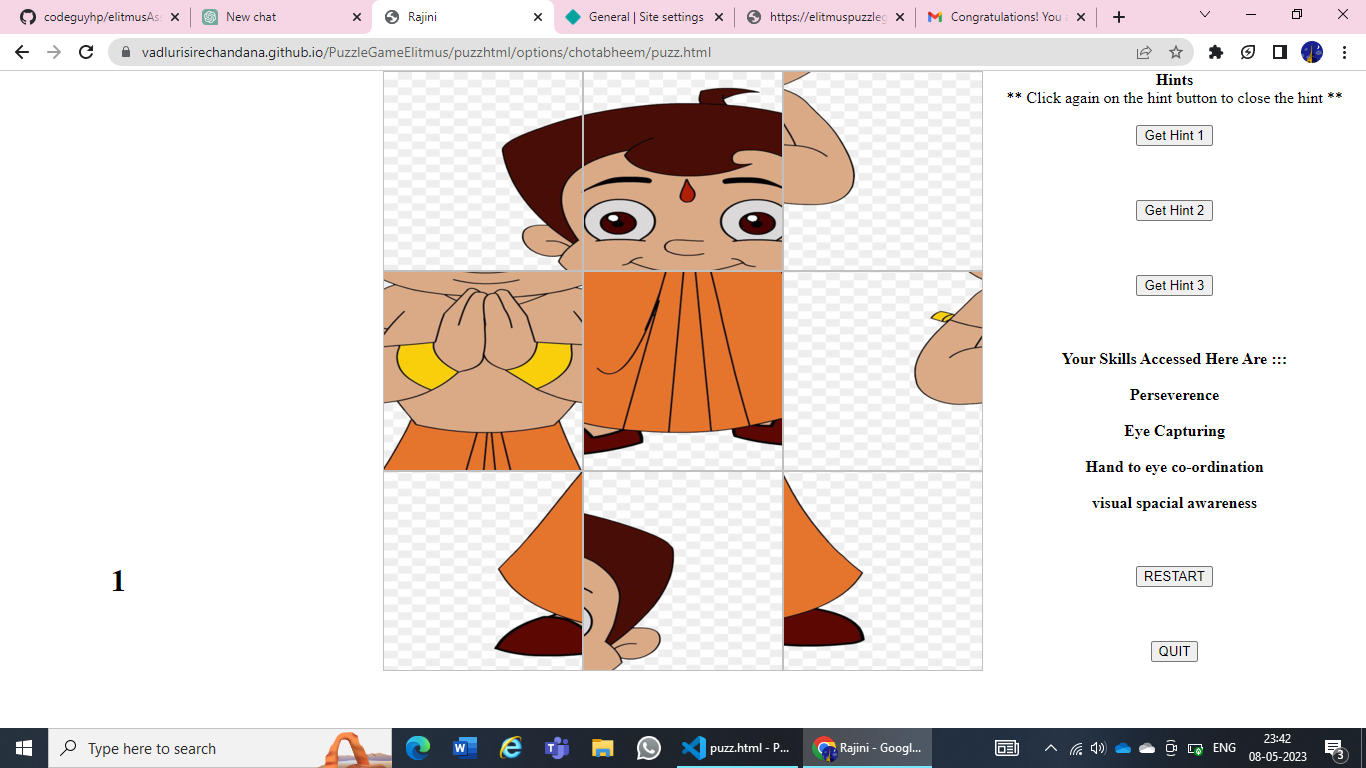 codeguyhp/elitmusAss
New chat
Rajini
General | Site settings
https://elitmuspuzzleg
Congratulations! You a
vadlurisirechandana.github.io/PuzzleGameElitmus/puzzhtml/options/chotabheem/puzz.html
Hints
** Click again on the hint button to close the hint **
Get Hint 1
Get Hint 2
Get Hint 3
Your Skills Accessed Here Are :::
Perseverence
Eye Capturing
Hand to eye co-ordination
visual spacial awareness
1
RESTART
QUIT
Type here to search
puzz.html - P...
Rajini - Googl...
ENG
23:42
08-05-2023
3